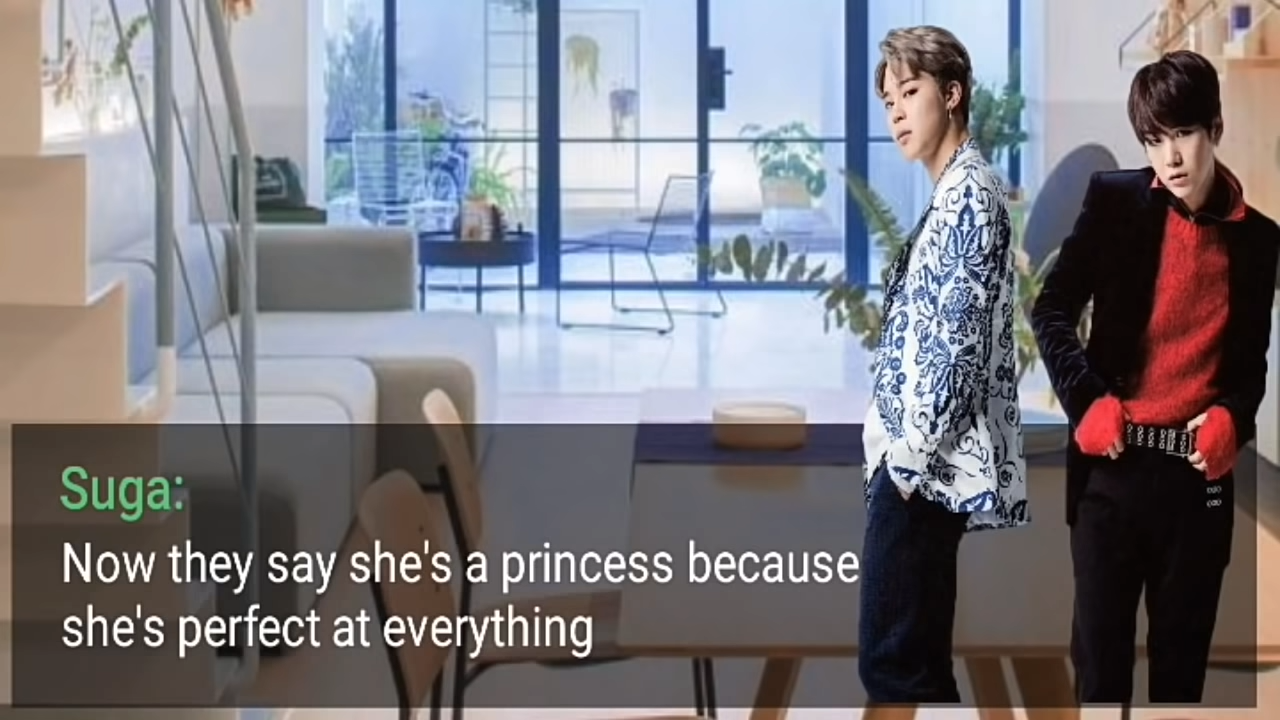 Suga:
Now they say she's a princess because
she's perfect at everything